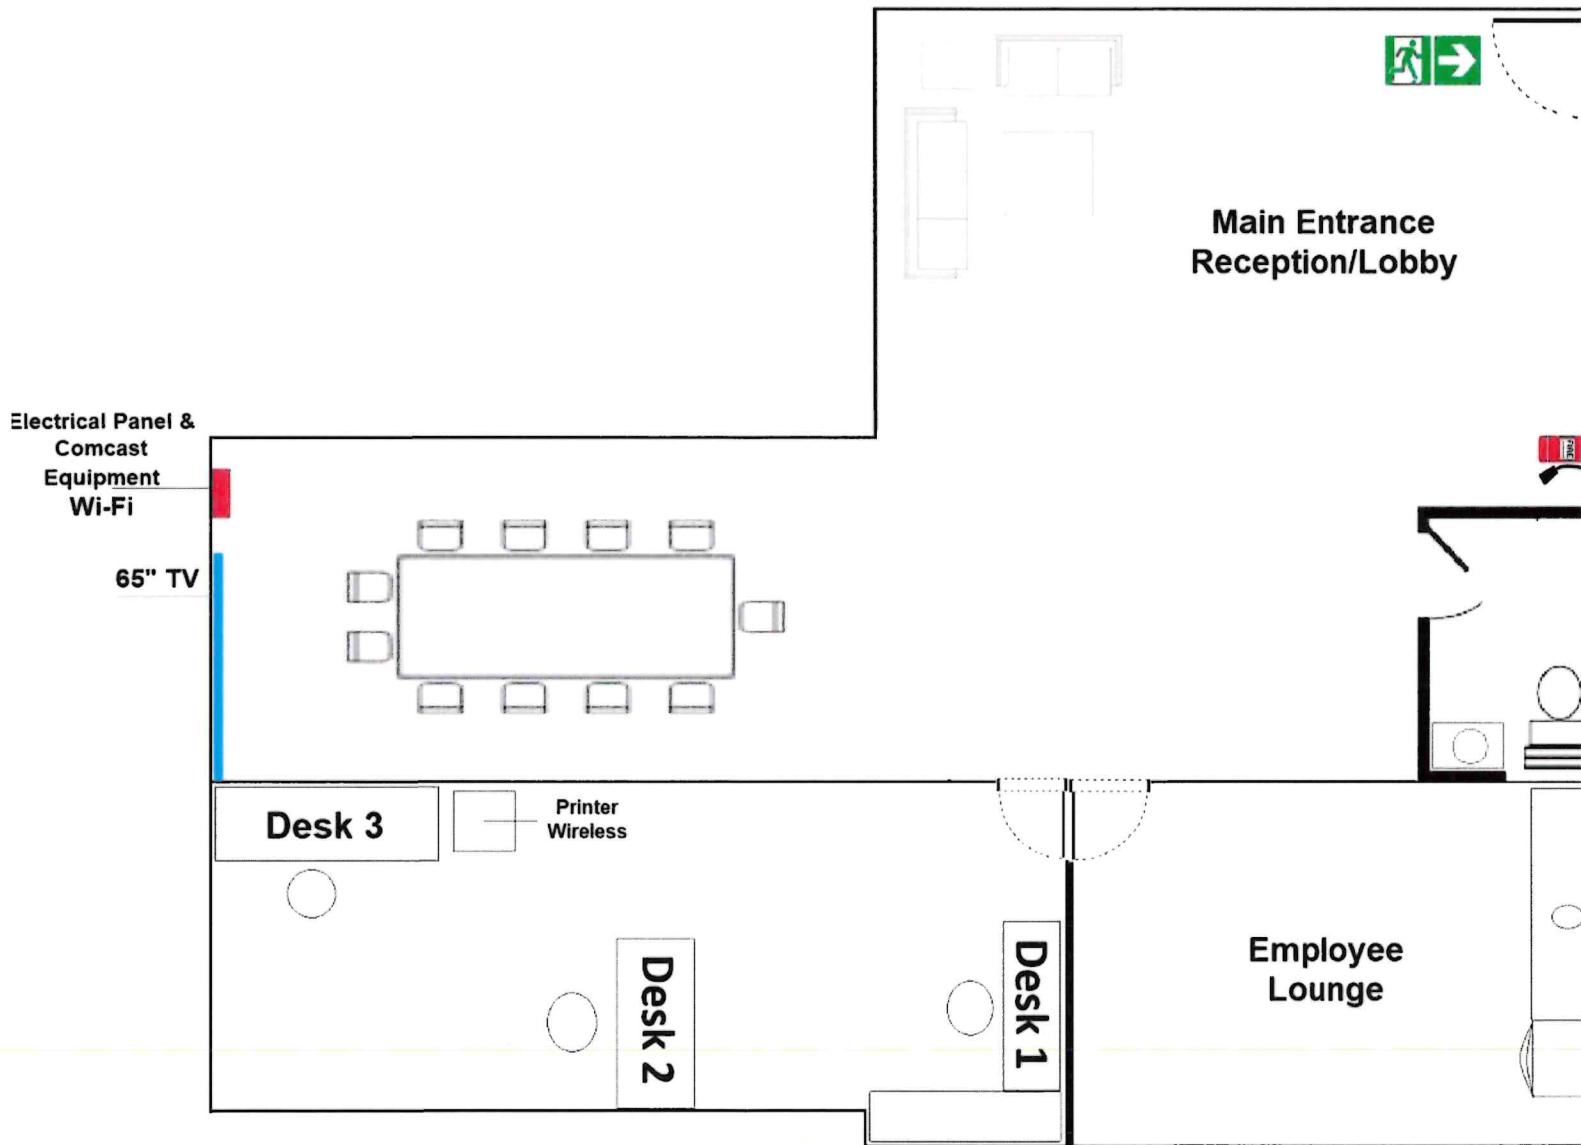 Main Entrance
Reception/Lobby
Electrical Panel &
Comcast
Equipment
Wi-Fi
65" TV
FIRE
Desk 3
Printer
Wireless
Desk 2
Desk 1
Employee
Lounge